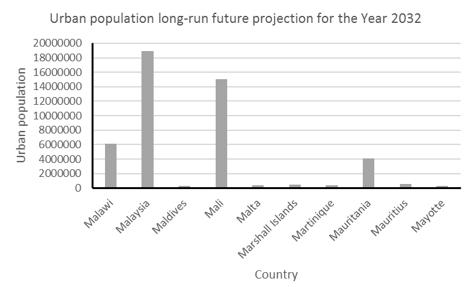 Urban population long-run future projection for the Year 2032
Urban population
20000000
18000000
16000000
14000000
12000000
10000000
8000000
6000000
4000000
2000000
0
Malawi
Malaysia
Maldives
Mali
Malta
Marshall Islands
Martinique
Mauritania
Mauritius
Mayotte
Country